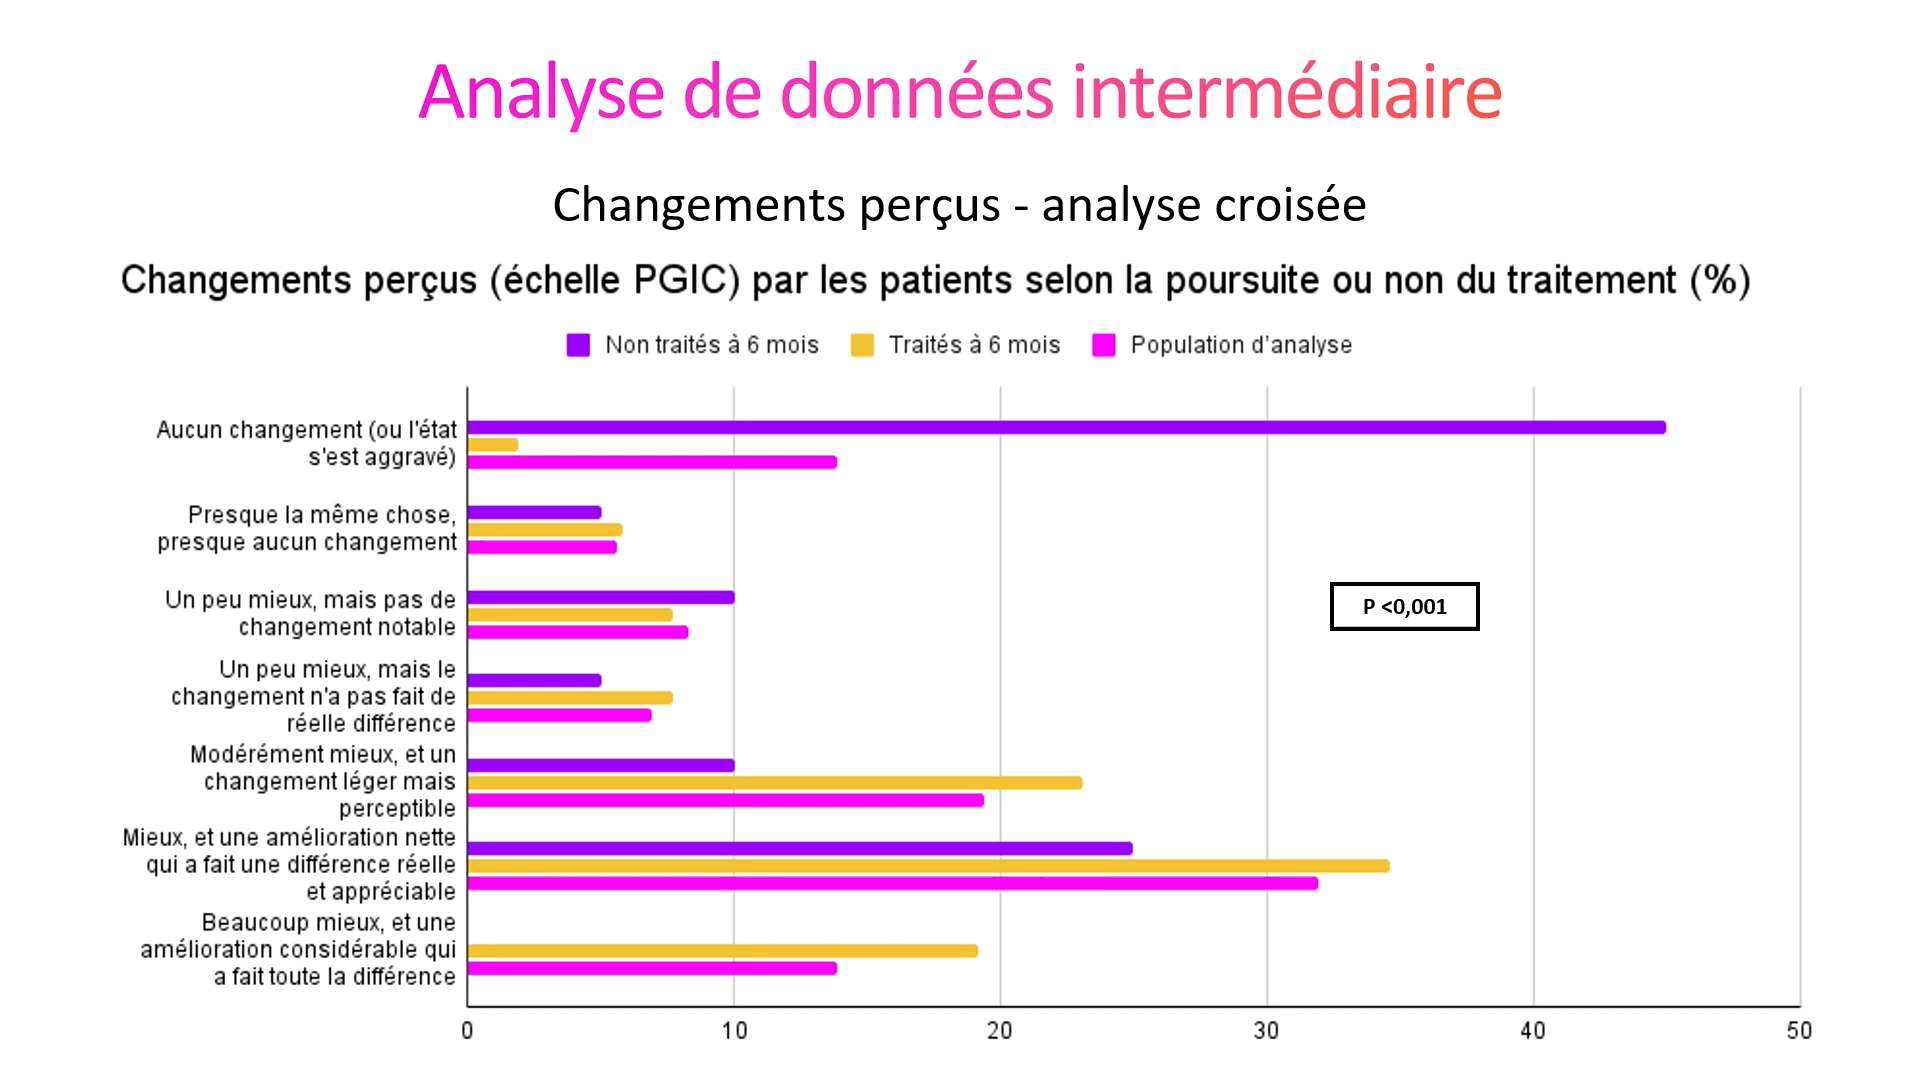 Analyse de données intermédiaire
Changements perçus - analyse croisée
Changements perçus (échelle PGIC) par les patients selon la poursuite ou non du traitement (%)
Non traités à 6 mois
Traités à 6 mois
Population d'analyse
Aucun changement (ou l'état
s'est aggravé)
Presque la même chose,
presque aucun changement
Un peu mieux, mais pas de
changement notable
P <0,001
Un peu mieux, mais le
changement n'a pas fait de
réelle différence
Modérément mieux, et un
changement léger mais
perceptible
Mieux, et une amélioration nette
qui a fait une différence réelle
et appréciable
Beaucoup mieux, et une
amélioration considérable qui
a fait toute la différence
0
10
20
30
40
50